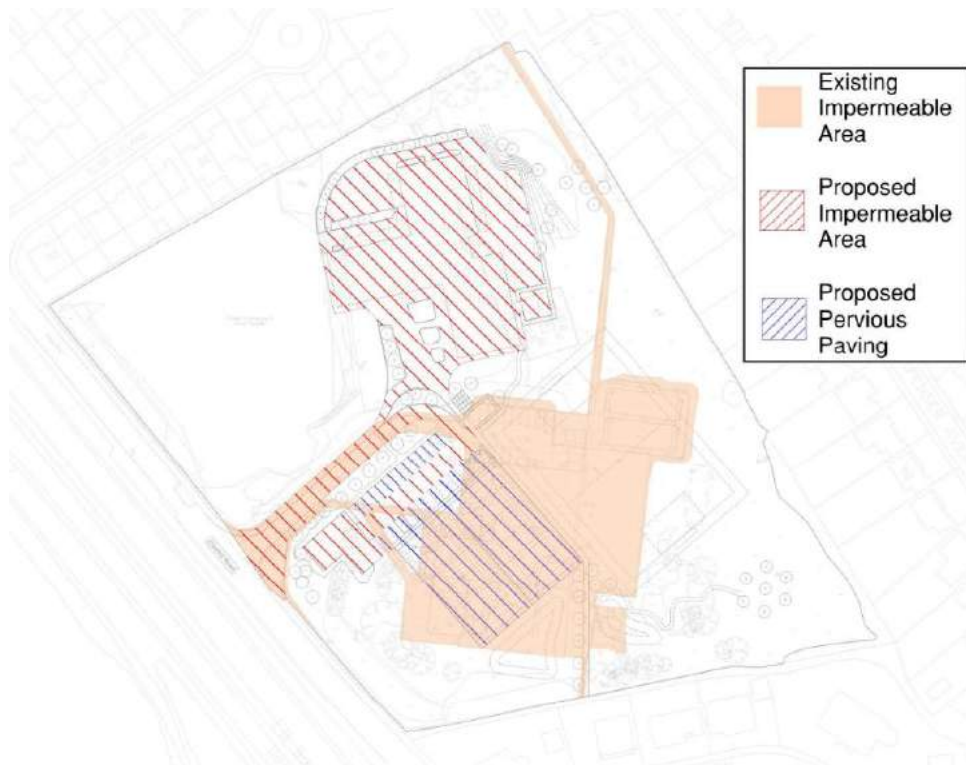 Existing
Impermeable
Area
Proposed
Impermeable
Area
Proposed
Pervious
Paving